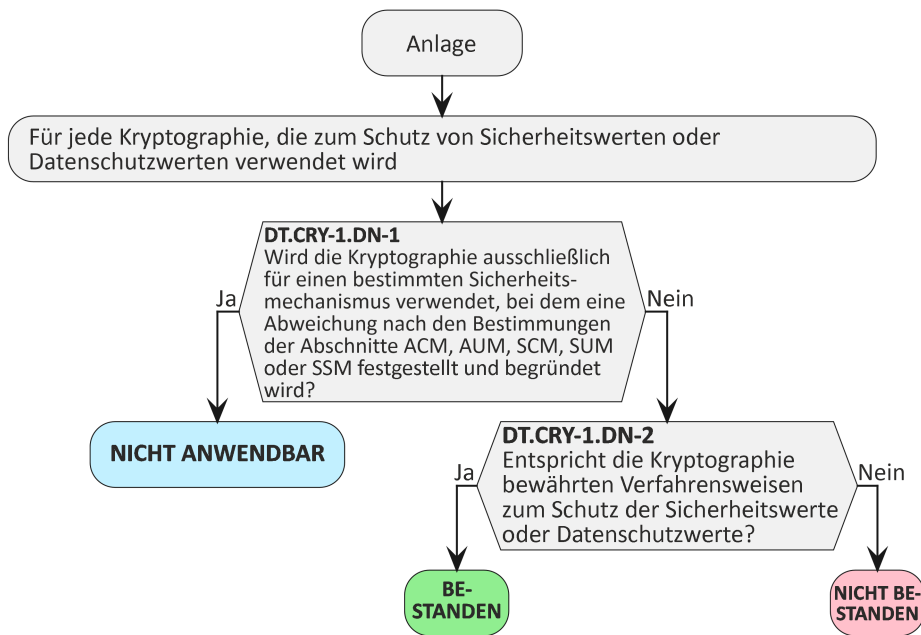 Anlage
Für jede Kryptographie, die zum Schutz von Sicherheitswerten oder
Datenschutzwerten verwendet wird
DT.CRY-1.DN-1
Wird die Kryptographie ausschließlich
für einen bestimmten Sicherheits-
mechanismus verwendet, bei dem eine
Abweichung nach den Bestimmungen
der Abschnitte ACM, AUM, SCM, SUM
oder SSM festgestellt und begründet
wird?
Ja
Nein
NICHT ANWENDBAR
DT.CRY-1.DN-2
Entspricht die Kryptographie
bewährten Verfahrensweisen
zum Schutz der Sicherheitswerte
oder Datenschutzwerte?
Ja
Nein
BE-
STANDEN
NICHT BE-
STANDEN